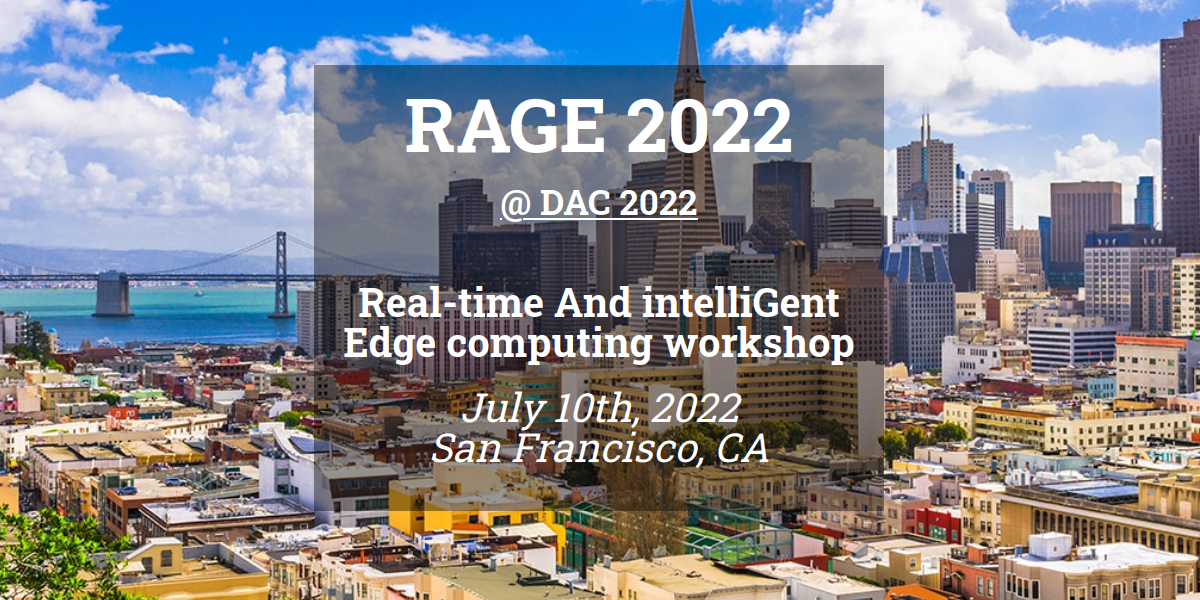 RAGE 2022
@ DAC 2022
Real-time And intelliGent
Edge computing workshop
July 10th, 2022
San Francisco, CA